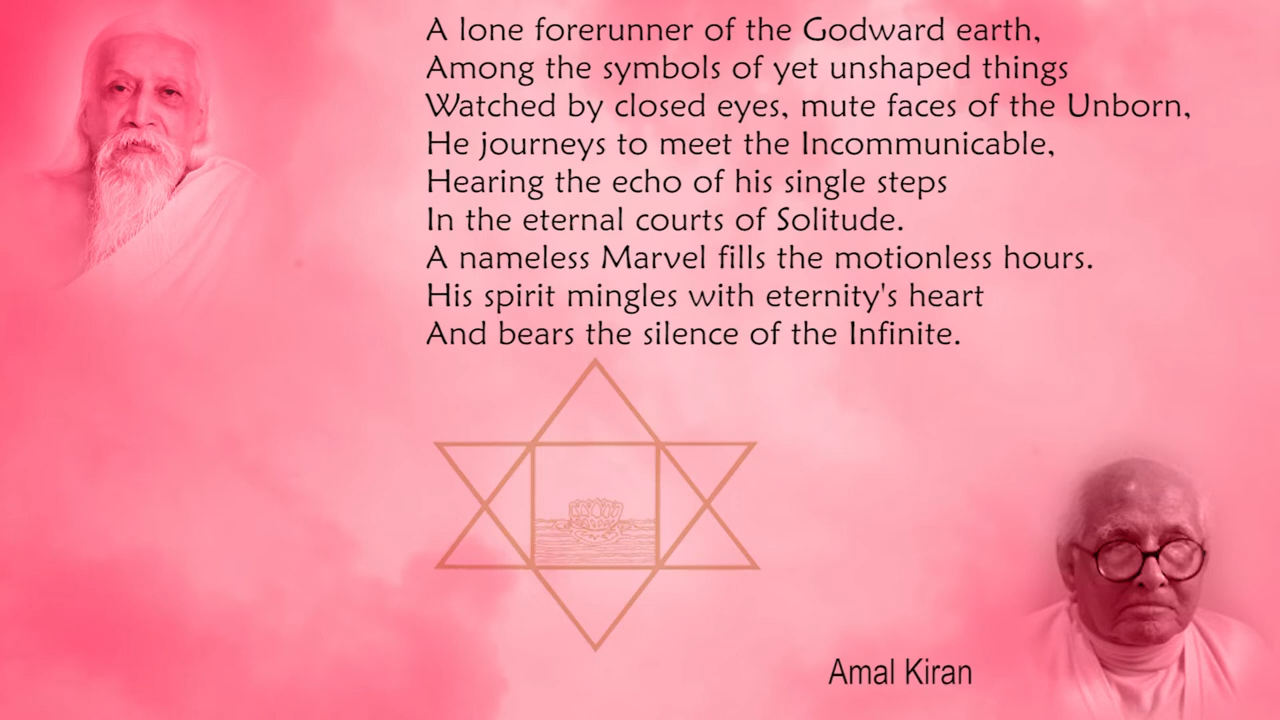 A lone forerunner of the Godward earth,
Among the symbols of yet unshaped things
Watched by closed eyes, mute faces of the Unborn,
He journeys to meet the Incommunicable,
Hearing the echo of his single steps
In the eternal courts of Solitude.
A nameless Marvel fills the motionless hours.
His spirit mingles with eternity's heart
And bears the silence of the Infinite.
Amal Kiran